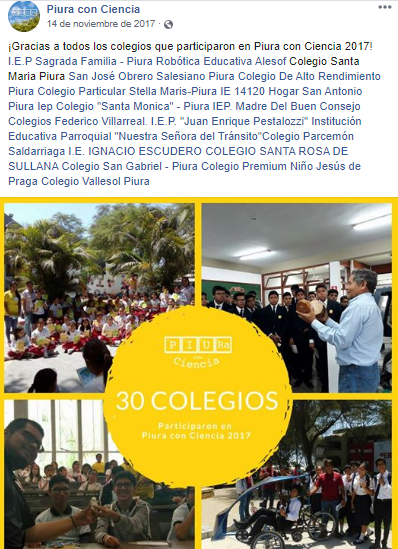 Piura con Ciencia
14 de noviembre de 2017 ·
¡Gracias a todos los colegios que participaron en Piura con Ciencia 2017!
I.E.P Sagrada Familia - Piura Robótica Educativa Alesof Colegio Santa
Maria Piura San José Obrero Salesiano Piura Colegio De Alto Rendimiento
Piura Colegio Particular Stella Maris-Piura IE 14120 Hogar San Antonio
Piura Iep Colegio "Santa Monica" - Piura IEP. Madre Del Buen Consejo
Colegios Federico Villarreal. I.E.P. "Juan Enrique Pestalozzi" Institución
Educativa Parroquial "Nuestra Señora del Tránsito"Colegio Parcemón
Saldarriaga I.E. IGNACIO ESCUDERO COLEGIO SANTA ROSA DE
SULLANA Colegio San Gabriel - Piura Colegio Premium Niño Jesús de
Praga Colegio Vallesol Piura
PIURa
con
Ciencia
30 COLEGIOS
Participaron en
Piura con Ciencia 2017